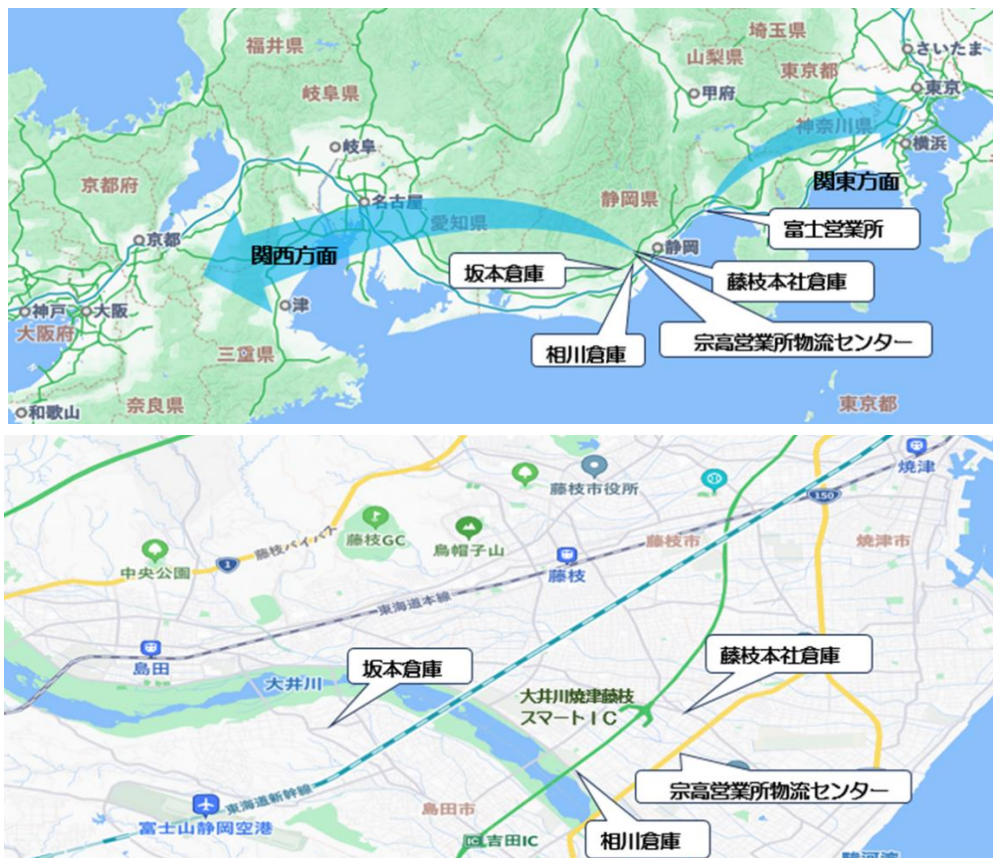 福井県
岐阜県
埼玉県
山梨県
東京都
さいたま
甲府
東京
神奈川県
横浜
岐阜
京都府
名古屋
愛知県
静岡県
関東方面
富士営業所
京都
関西方面
静岡
坂本倉庫
藤枝本社倉庫
神戸
大阪
大阪府
津
相川倉庫
宗高営業所物流センター
三重県
奈良県
和歌山
東京都
焼津
藤枝市役所
150
藤枝バイパス
藤枝GC
烏帽子山
藤枝市
焼津市
中央公園
1
藤枝
東海道本線
島田
坂本倉庫
藤枝本社倉庫
大井川
大井川焼津藤枝
スマートIC
宗高営業所物流センター
東海道新幹線
島田市
富士山静岡空港
IC
吉田IC
相川倉庫
駿河湾